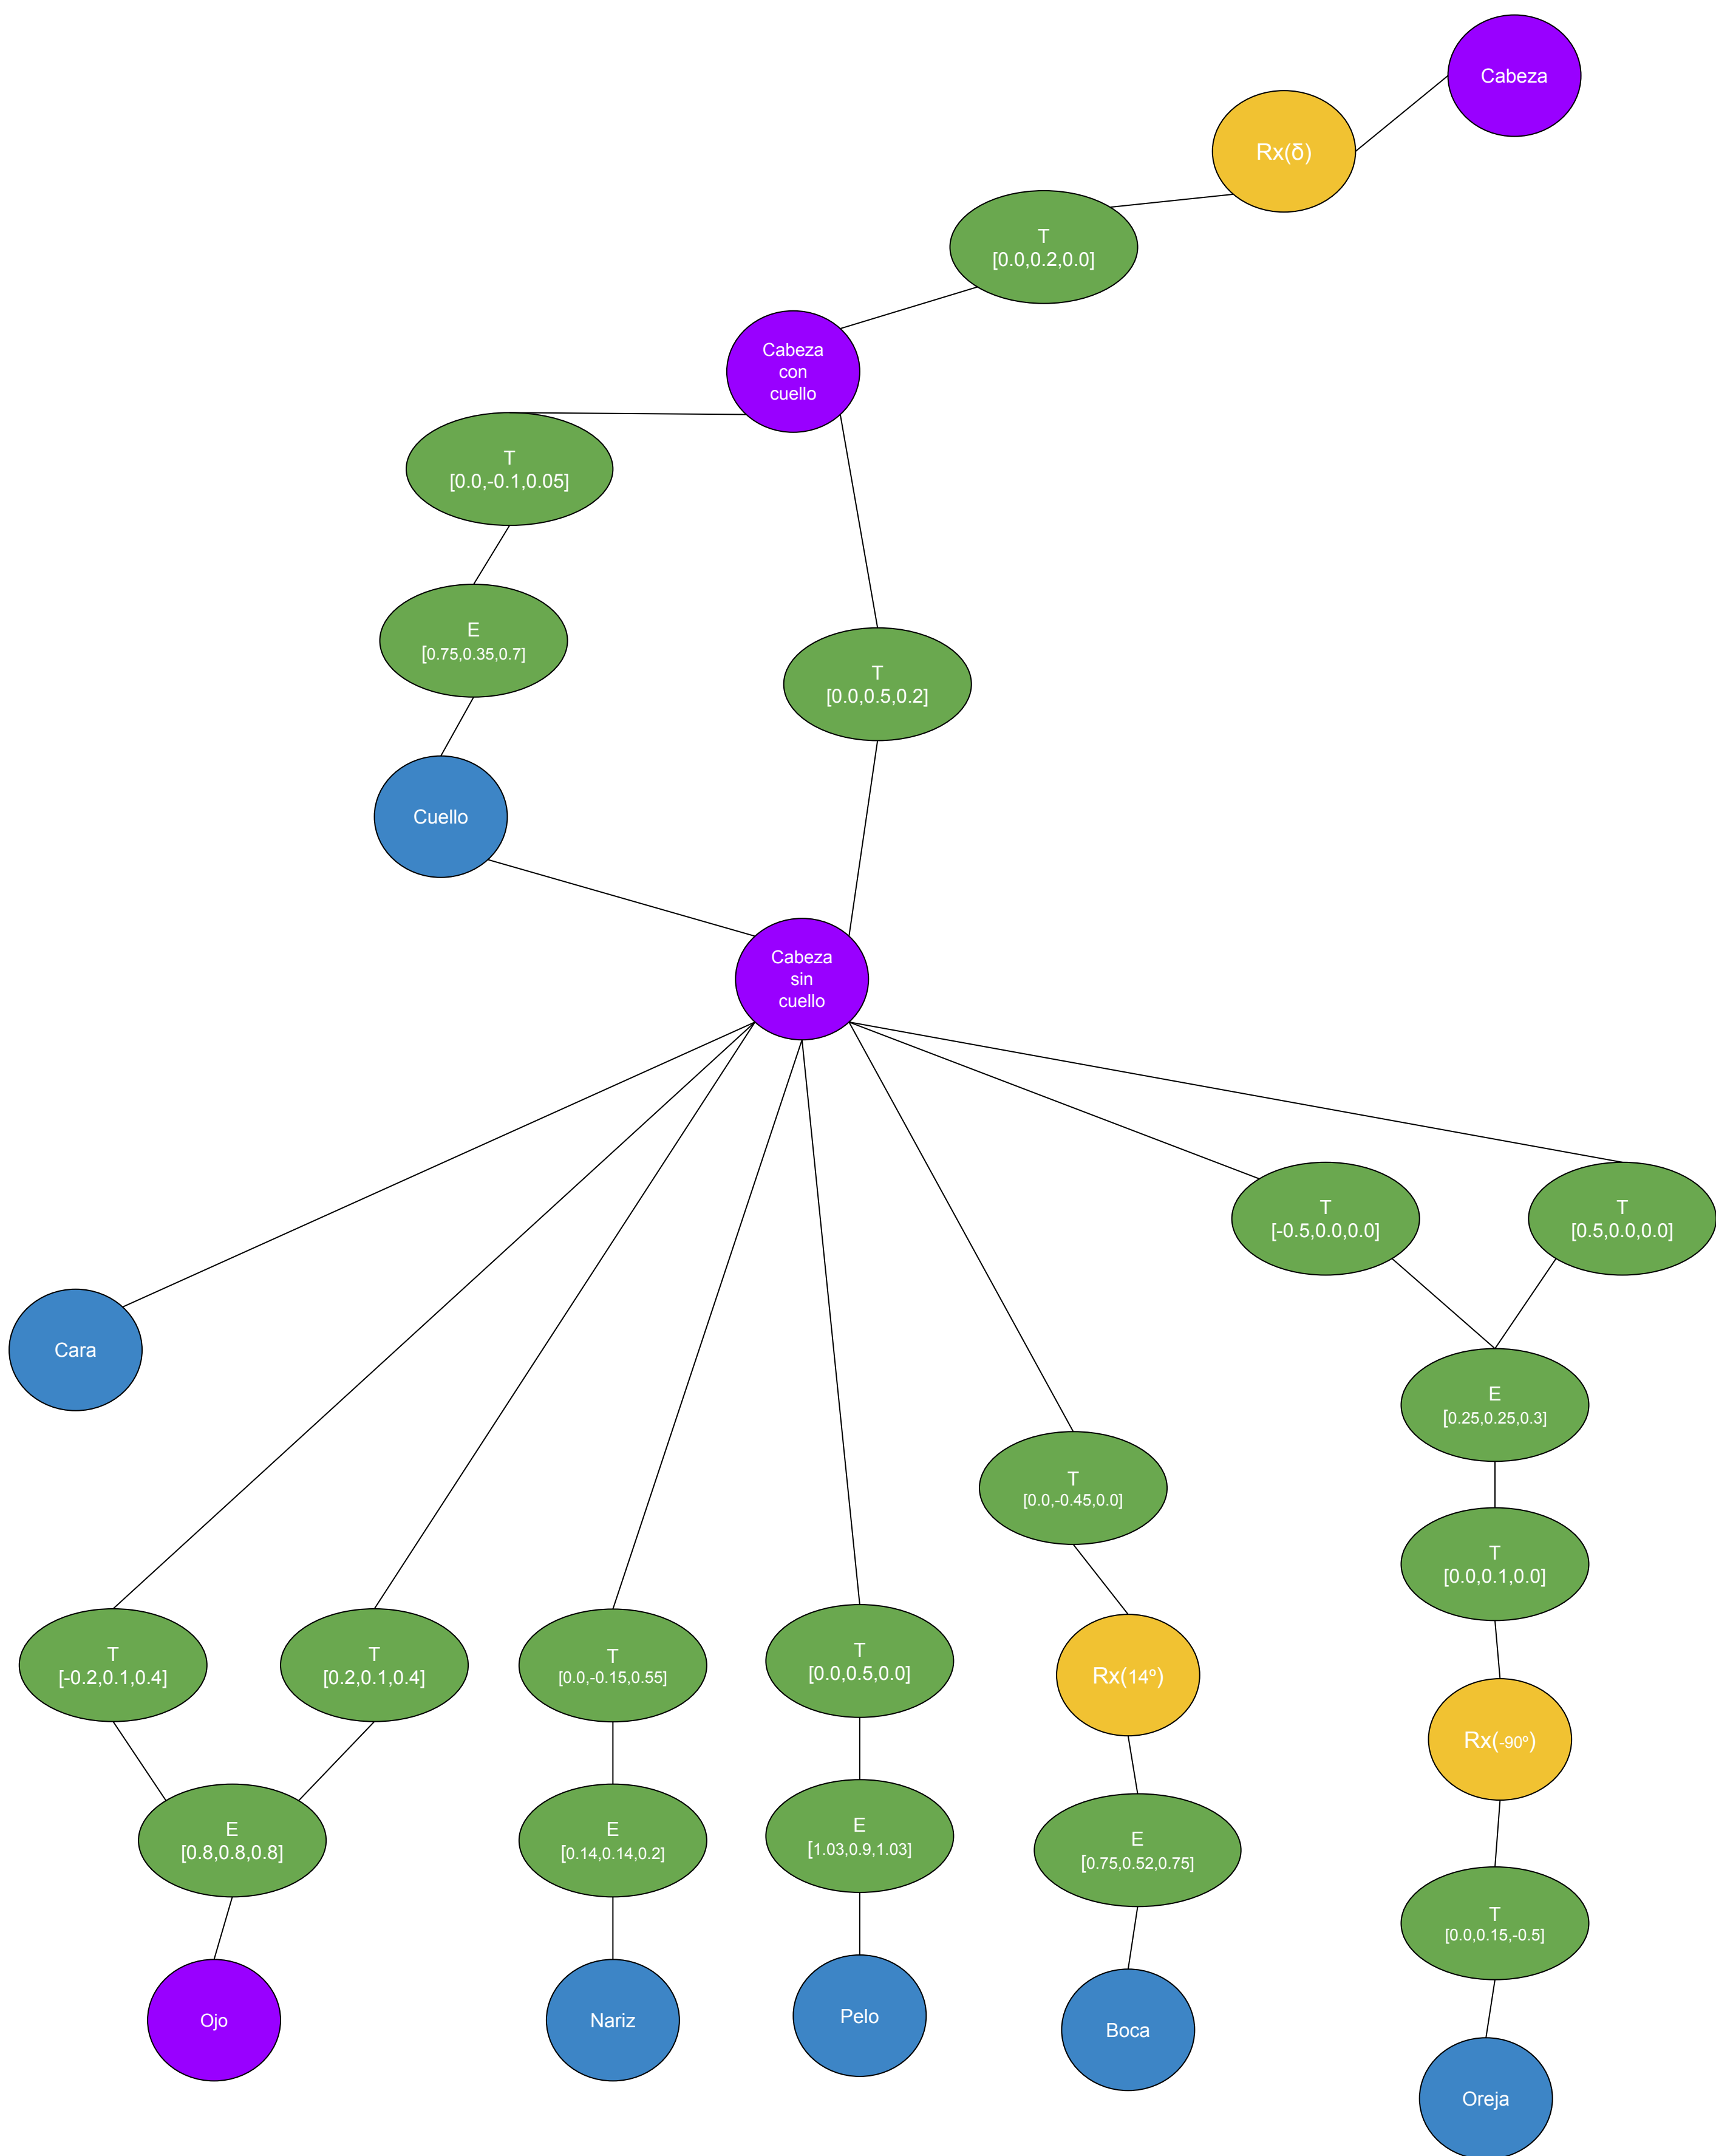 Cabeza
Rx(δ)
T
[0.0,0.2,0.0]
Cabeza
con
cuello
T
[0.0,-0.1,0.05]
E
[0.75,0.35,0.7]
T
[0.0,0.5,0.2]
Cuello
Cabeza
sin
cuello
T
[-0.5,0.0,0.0]
T
[0.5,0.0,0.0]
Cara
E
[0.25,0.25,0.3]
T
[0.0,-0.45,0.0]
T
[0.0,0.1,0.0]
T
[-0.2,0.1,0.4]
T
[0.2,0.1,0.4]
T
[0.0,-0.15,0.55]
T
[0.0,0.5,0.0]
Rx(14º)
Rx(-90º)
E
[0.8,0.8,0.8]
E
[0.14,0.14,0.2]
E
[1.03,0.9,1.03]
E
[0.75,0.52,0.75]
T
[0.0,0.15,-0.5]
Ojo
Nariz
Pelo
Boca
Oreja